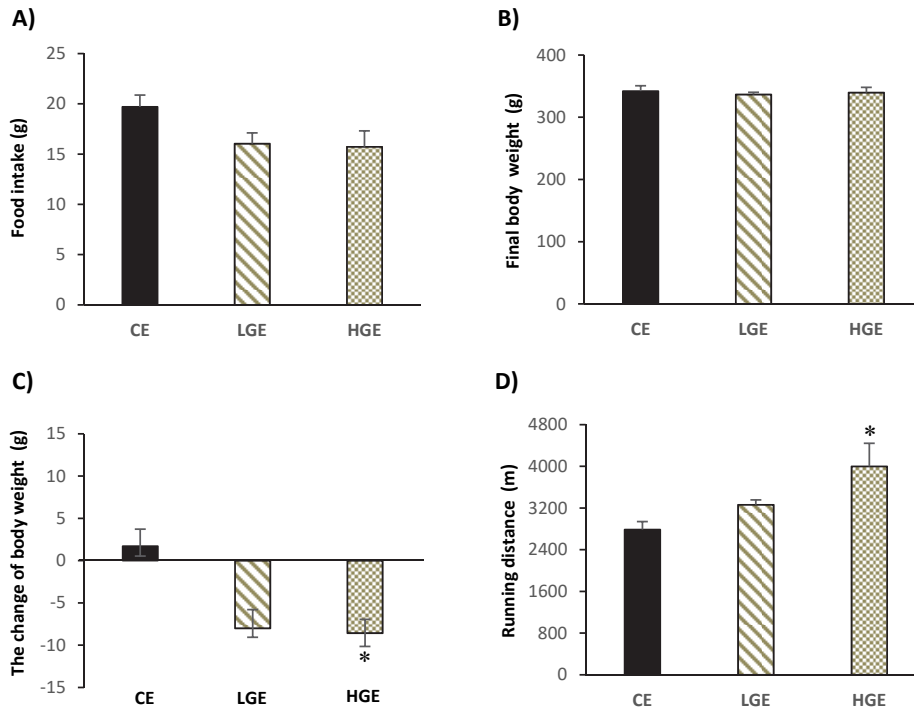 A)
Food intake (g)
25
20
15
10
5
0
CE LGE HGE
B)
Final body weight (g)
400
300
200
100
0
CE LGE HGE
C)
The change of body weight (g)
15
10
5
0
-5
-10
-15
*
CE LGE HGE
D)
Running distance (m)
4800
4000
3200
2400
1600
800
0
*
CE LGE HGE